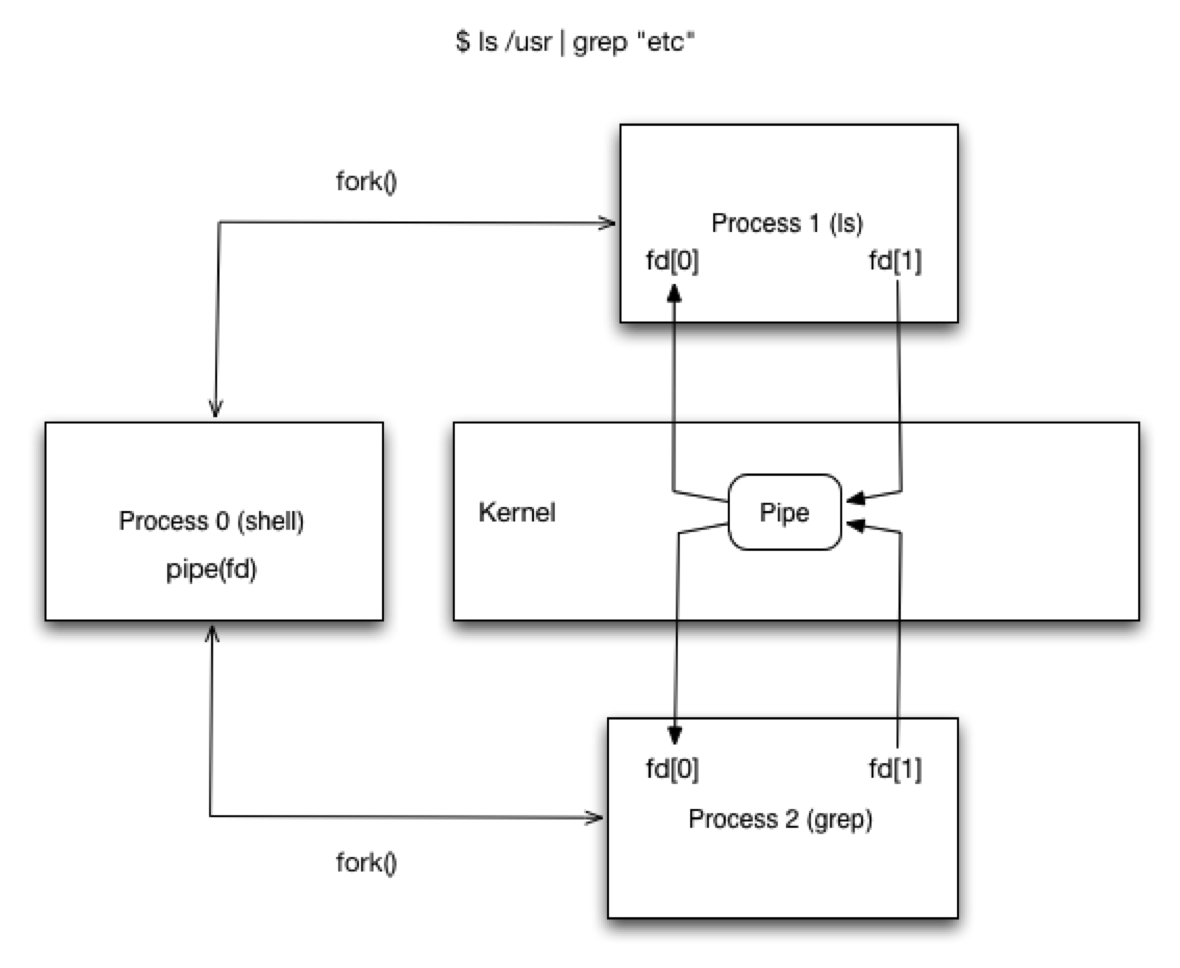 $ ls /usr | grep "etc"
fork()
Process 1 (ls)
fd[0] fd[1]
Process 0 (shell)
pipe(fd)
Kernel
Pipe
fd[0] fd[1]
Process 2 (grep)
fork()